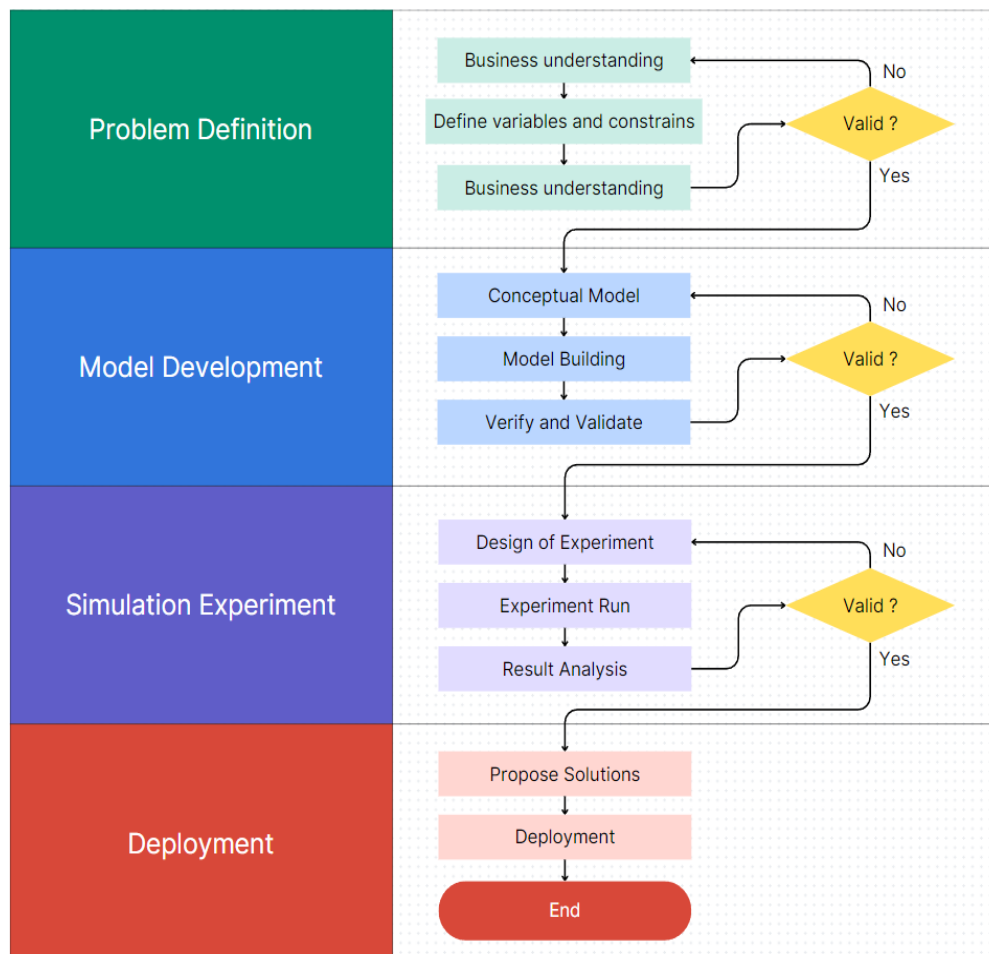 Problem Definition
Business understanding
Define variables and constrains
Business understanding
Valid ?
No
Yes
Model Development
Conceptual Model
Model Building
Verify and Validate
Valid ?
No
Yes
Simulation Experiment
Design of Experiment
Experiment Run
Result Analysis
Valid ?
No
Yes
Deployment
Propose Solutions
Deployment
End